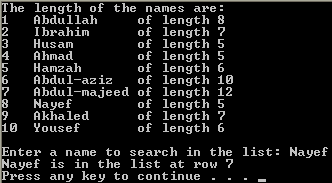 The length of the names are:
1 Abdullah of length 8
2 Ibrahim of length 7
3 Husam of length 5
4 Ahmad of length 5
5 Hamzah of length 6
6 Abdul-aziz of length 10
7 Abdul-majeed of length 12
8 Nayef of length 5
9 Akhaled of length 7
10 Yousef of length 6
Enter a name to search in the list: Nayef
Nayef is in the list at row 7
Press any key to continue . . . _